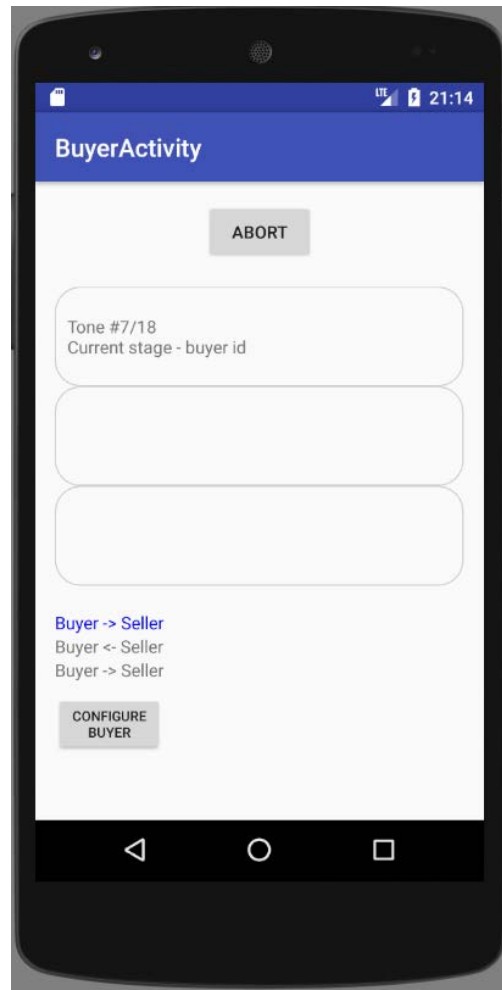 LTE 21:14
BuyerActivity
ABORT
Tone #7/18
Current stage - buyer id
Buyer -> Seller
Buyer <- Seller
Buyer -> Seller
CONFIGURE
BUYER